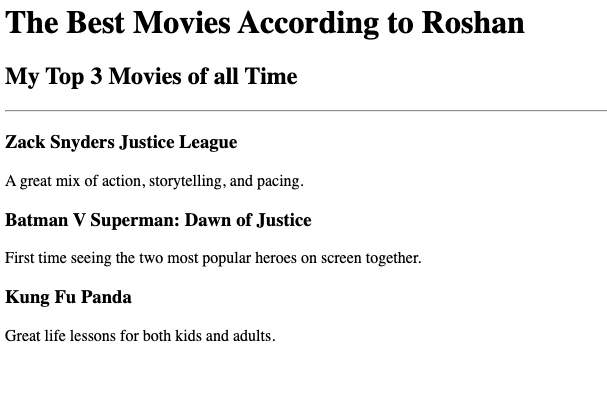 The Best Movies According to Roshan
My Top 3 Movies of all Time
Zack Snyders Justice League
A great mix of action, storytelling, and pacing.
Batman V Superman: Dawn of Justice
First time seeing the two most popular heroes on screen together.
Kung Fu Panda
Great life lessons for both kids and adults.